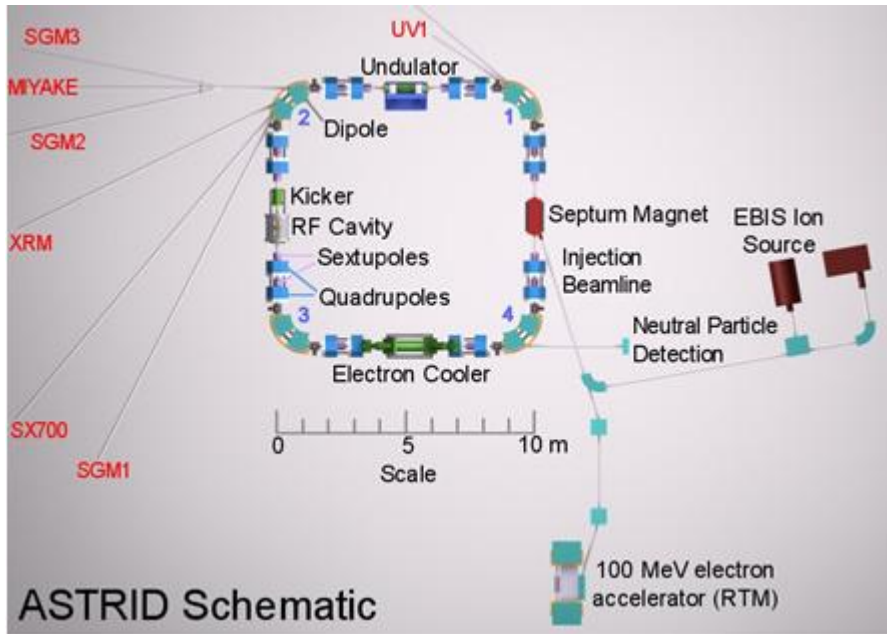 SGM3
UV1
Undulator
MIYAKE
2
1
Dipole
SGM2
Kicker
Septum Magnet
EBIS Ion
Source
RF Cavity
XRM
Sextupoles
Injection
Beamline
Quadrupoles
3
4
Neutral Particle
Detection
Electron Cooler
SX700
0
5
10 m
SGM1
Scale
100 MeV electron
accelerator (RTM)
ASTRID Schematic